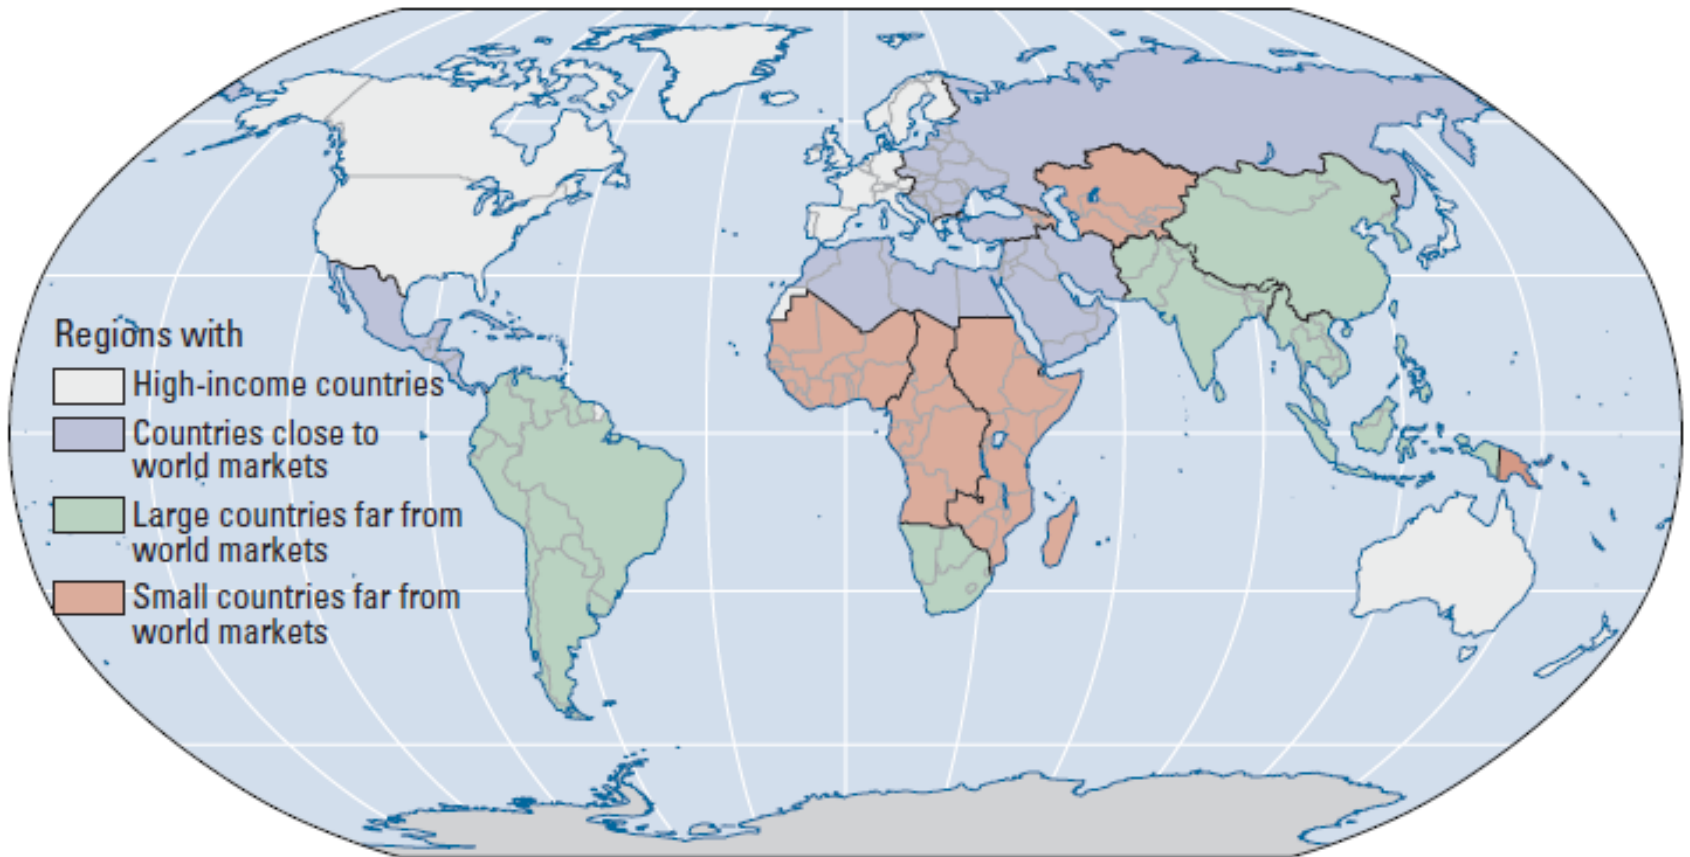 Regions with
High-income countries
Countries close to
world markets
Large countries far from
world markets
Small countries far from
world markets